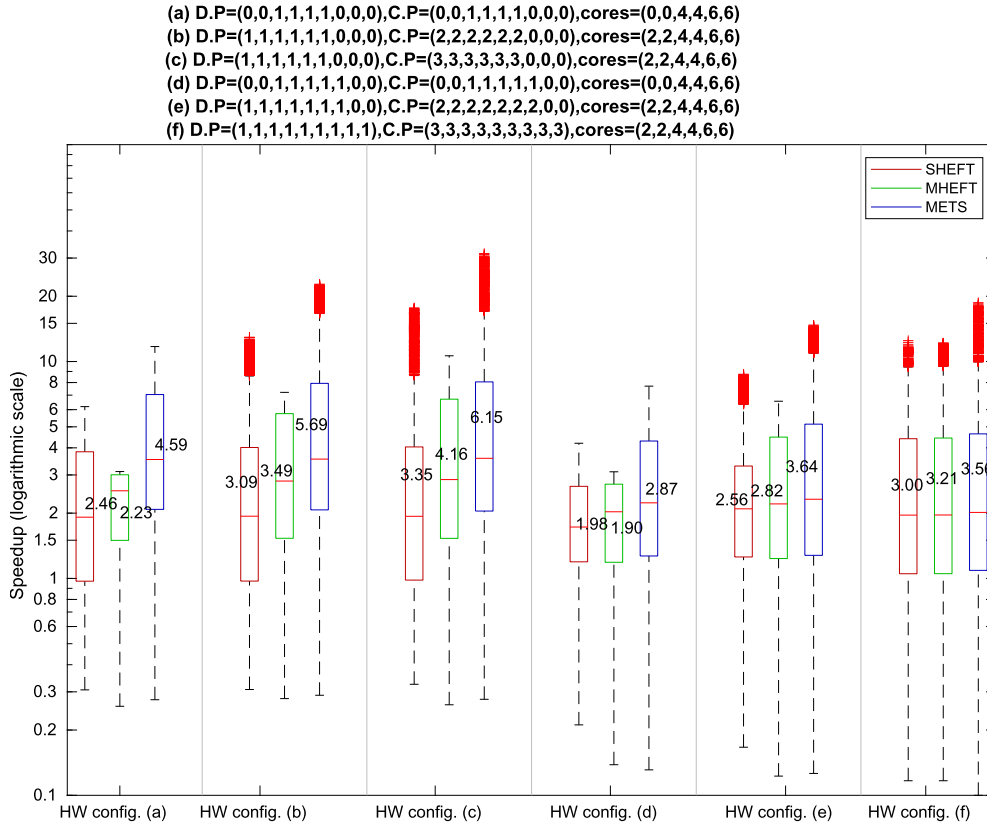 (a) D.P=(0,0,1,1,1,1,0,0,0),C.P=(0,0,1,1,1,1,0,0,0),cores=(0,0,4,4,6,6)
(b) D.P=(1,1,1,1,1,1,0,0,0),C.P=(2,2,2,2,2,2,0,0,0),cores=(2,2,4,4,6,6)
(c) D.P=(1,1,1,1,1,1,0,0,0),C.P=(3,3,3,3,3,3,0,0,0),cores=(2,2,4,4,6,6)
(d) D.P=(0,0,1,1,1,1,1,0,0),C.P=(0,0,1,1,1,1,1,0,0),cores=(0,0,4,4,6,6)
(e) D.P=(1,1,1,1,1,1,1,0,0),C.P=(2,2,2,2,2,2,2,0,0),cores=(2,2,4,4,6,6)
(f) D.P=(1,1,1,1,1,1,1,1,1),C.P=(3,3,3,3,3,3,3,3,3),cores=(2,2,4,4,6,6)
SHEFT
MHEFT
METS
Speedup (logarithmic scale)
30
20
15
10
8
6
5
4
3
2
1.5
1
0.8
0.6
0.3
0.2
0.1
2.46
2.23
4.59
3.09
3.49
5.69
3.35
4.16
6.15
1.98
1.90
2.87
2.56
2.82
3.64
3.00
3.21
3.56
HW config. (a)
HW config. (b)
HW config. (c)
HW config. (d)
HW config. (e)
HW config. (f)